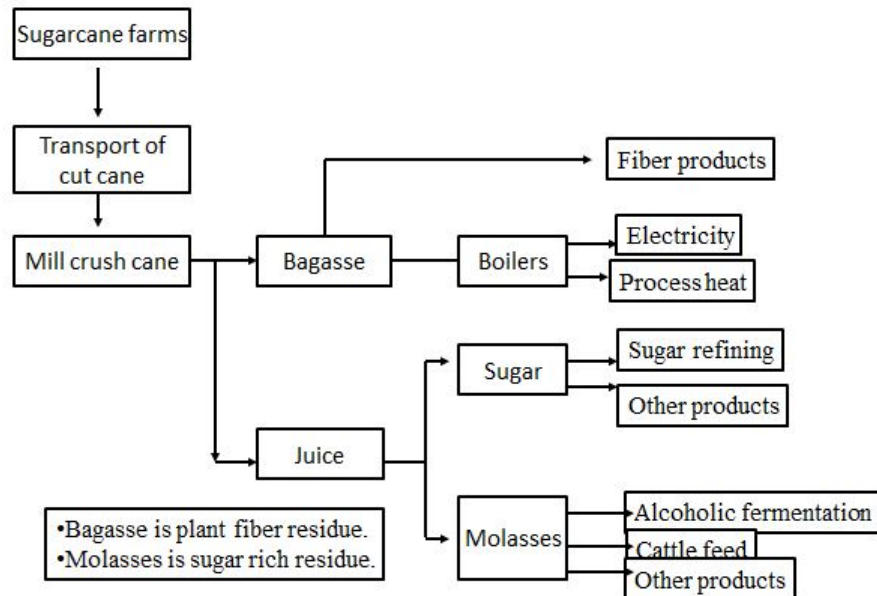 Sugarcane farms
Transport of
cut cane
Mill crush cane
Bagasse
Boilers
Fiber products
Electricity
Process heat
Juice
Sugar
Sugar refining
Other products
Molasses
Alcoholic fermentation
Cattle feed
Other products
•Bagasse is plant fiber residue.
•Molasses is sugar rich residue.